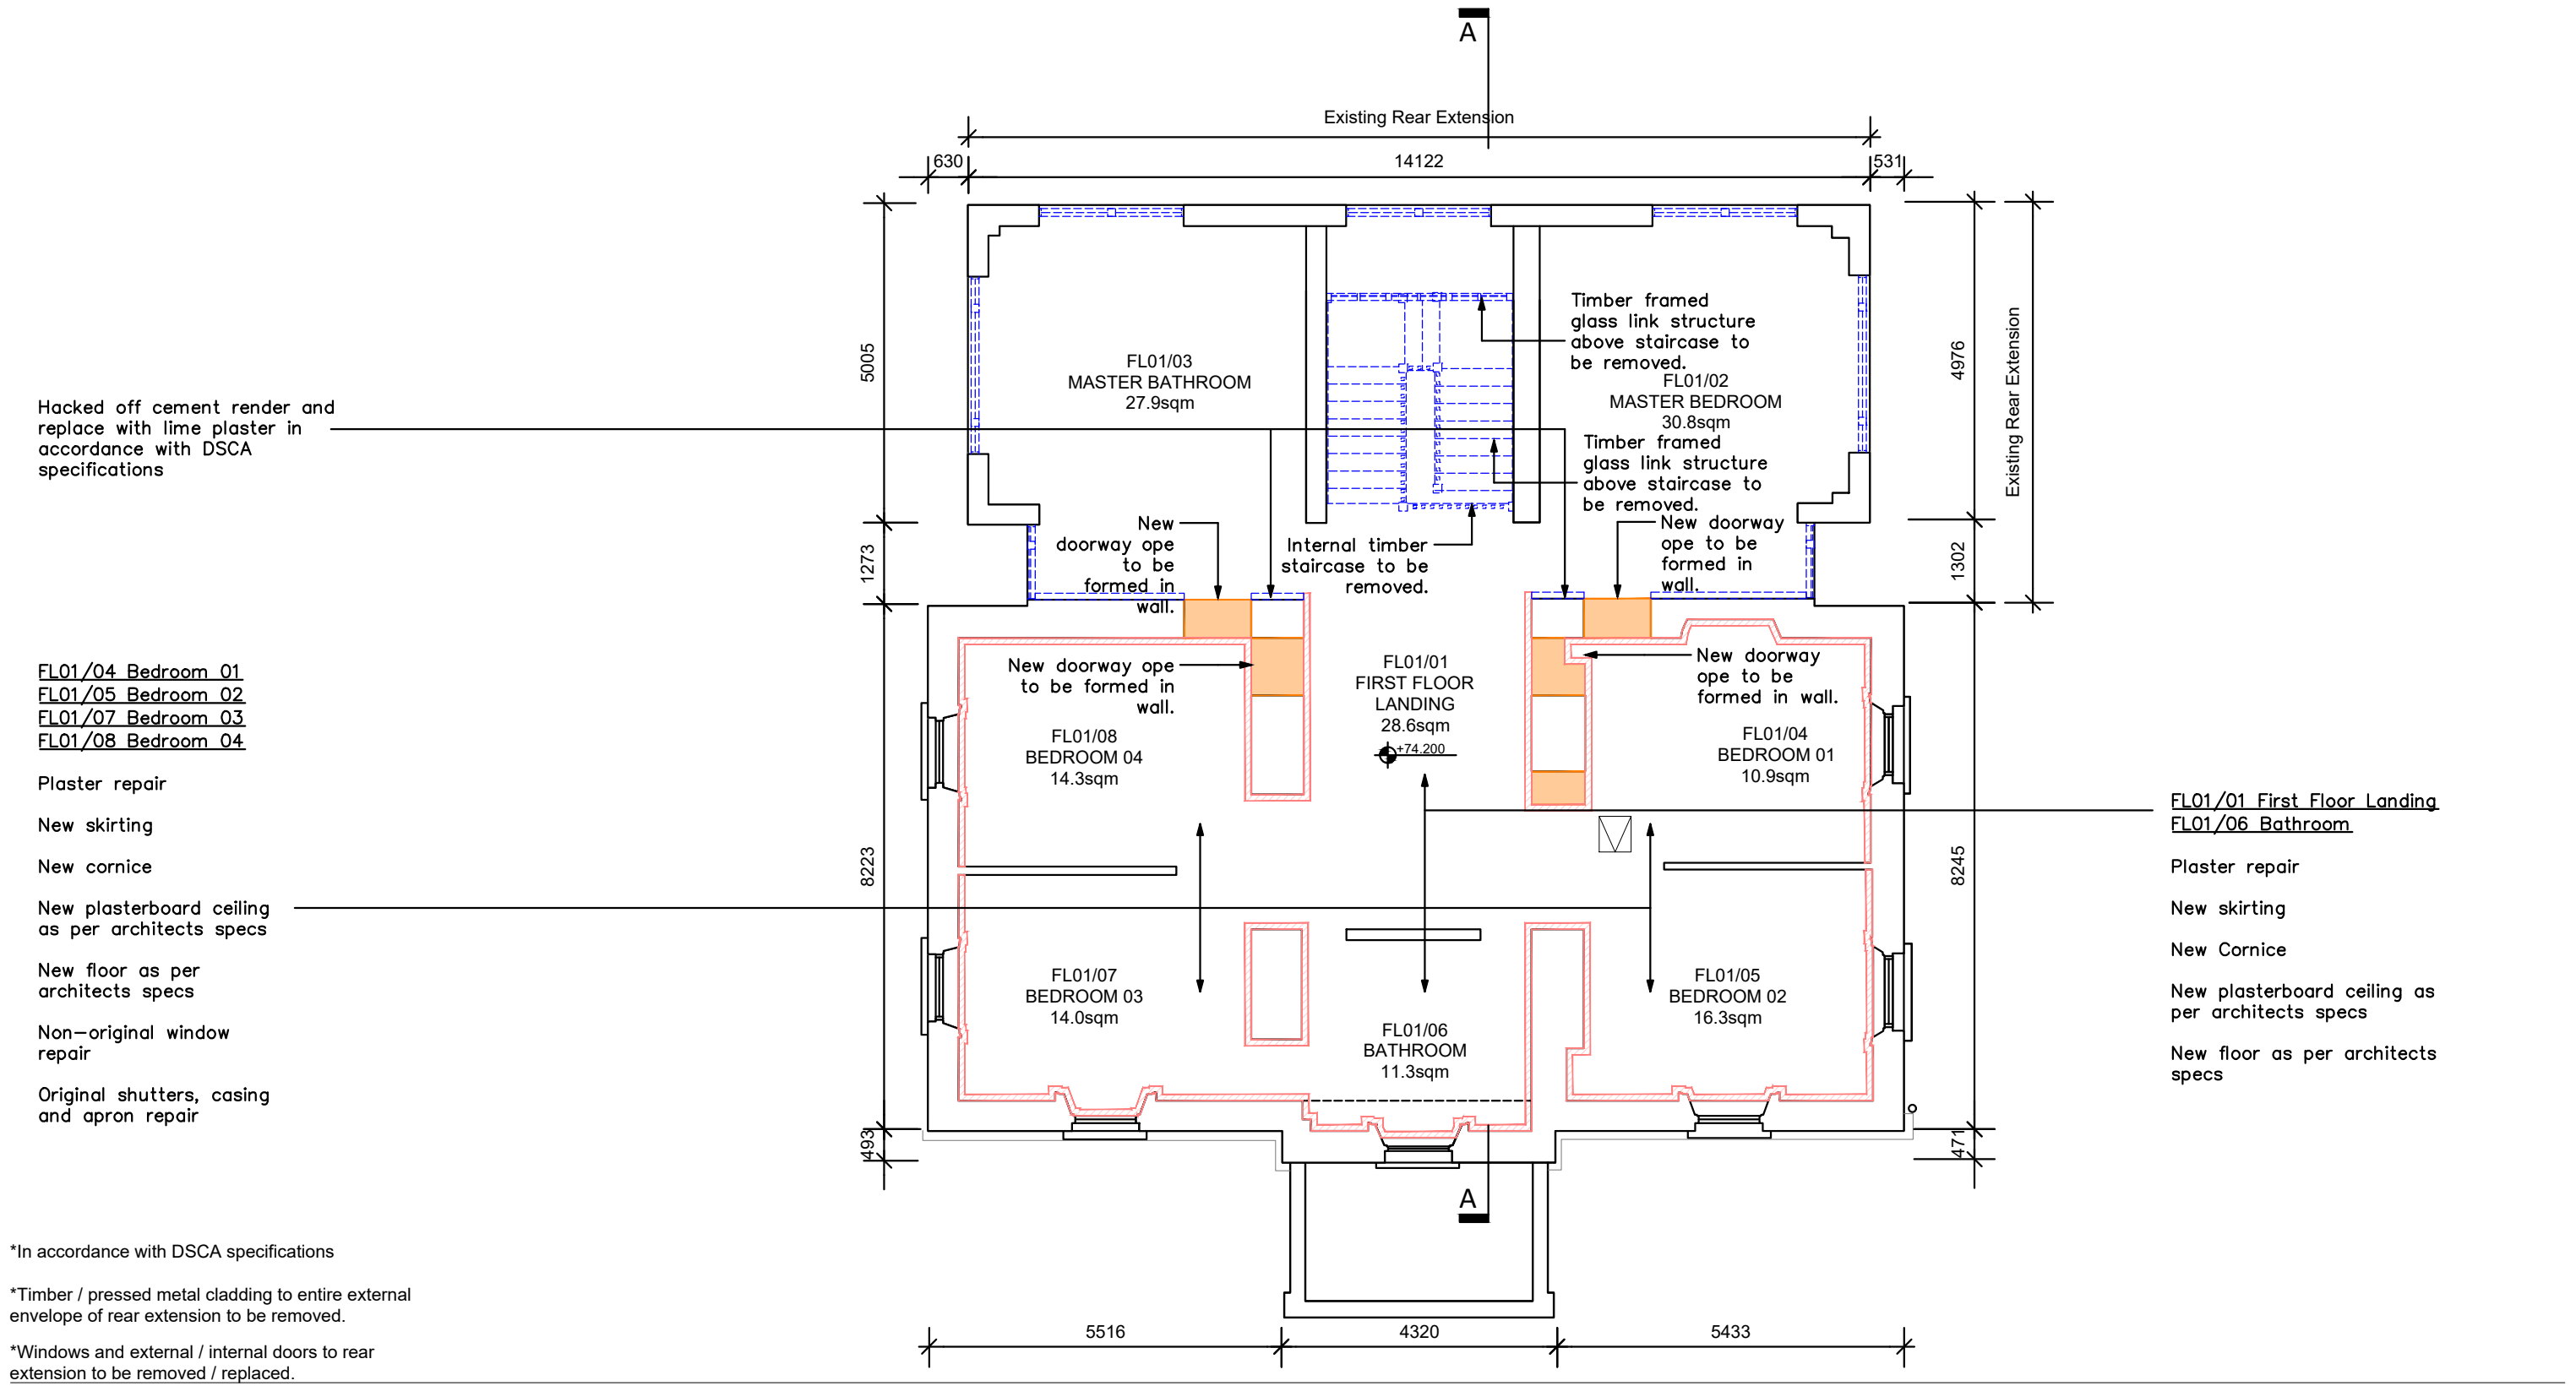 A
Existing Rear Extension
630
14122
531
5005
4976
Existing Rear Extension
Timber framed
glass link structure
above staircase to
be removed.
FL01/03
MASTER BATHROOM
27.9sqm
FL01/02
MASTER BEDROOM
30.8sqm
Hacked off cement render and
replace with lime plaster in
accordance with DSCA
specifications
Timber framed
glass link structure
above staircase to
be removed.
New
doorway ope
to be
formed in
wall.
Internal timber
staircase to be
removed.
New doorway
ope to be
formed in
wall.
1273
1302
New doorway ope
to be formed in
wall.
FL01/01
FIRST FLOOR
LANDING
28.6sqm
+74.200
New doorway
ope to be
formed in wall.
FL01/04 Bedroom 01
FL01/05 Bedroom 02
FL01/07 Bedroom 03
FL01/08 Bedroom 04
Plaster repair
New skirting
New cornice
New plasterboard ceiling
as per architects specs
New floor as per
architects specs
Non-original window
repair
Original shutters, casing
and apron repair
FL01/08
BEDROOM 04
14.3sqm
FL01/04
BEDROOM 01
10.9sqm
8223
8245
FL01/01 First Floor Landing
FL01/06 Bathroom
Plaster repair
New skirting
New Cornice
New plasterboard ceiling as
per architects specs
New floor as per architects
specs
FL01/07
BEDROOM 03
14.0sqm
FL01/06
BATHROOM
11.3sqm
FL01/05
BEDROOM 02
16.3sqm
493
471
A
*In accordance with DSCA specifications
*Timber / pressed metal cladding to entire external
envelope of rear extension to be removed.
*Windows and external / internal doors to rear
extension to be removed / replaced.
5516
4320
5433